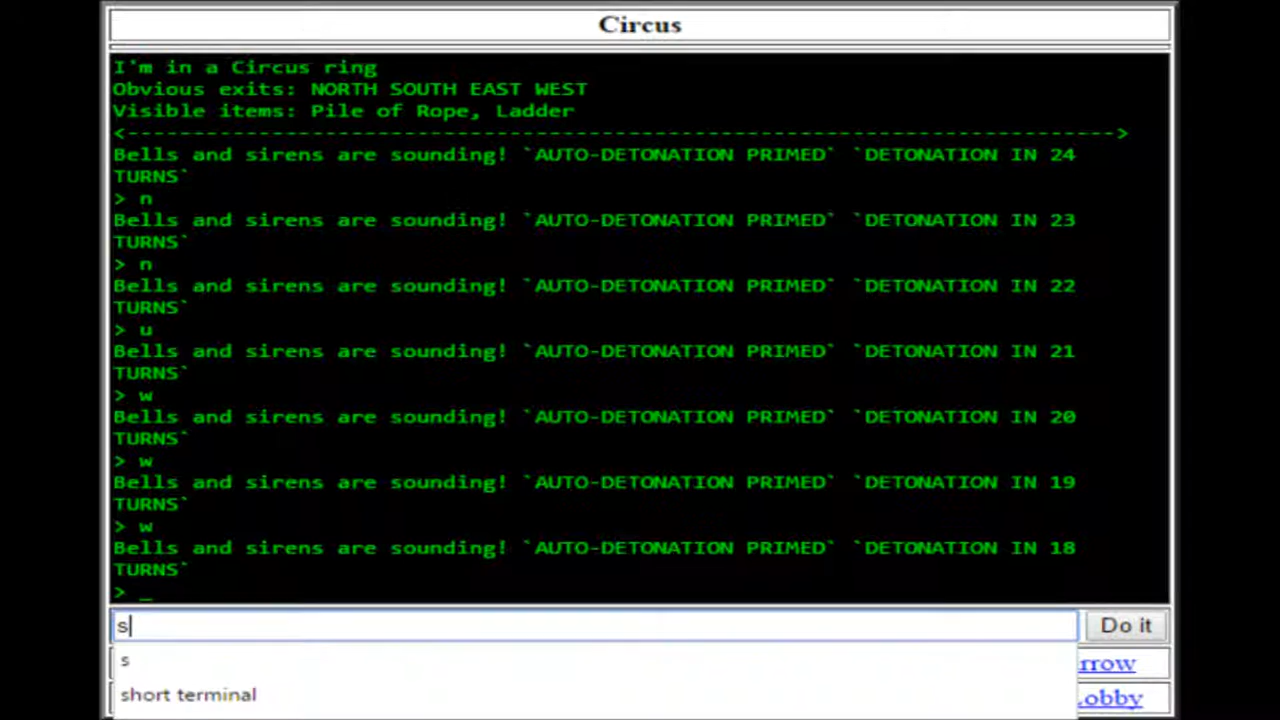 Circus
I'm in a Circus ring
Obvious exits: NORTH SOUTH EAST WEST
Visible items: Pile of Rope, Ladder
<---------------------------------------------------------------------------->
Bells and sirens are sounding! `AUTO-DETONATION PRIMED` `DETONATION IN 24
TURNS`
> n
Bells and sirens are sounding! `AUTO-DETONATION PRIMED` `DETONATION IN 23
TURNS`
> n
Bells and sirens are sounding! `AUTO-DETONATION PRIMED` `DETONATION IN 22
TURNS`
> u
Bells and sirens are sounding! `AUTO-DETONATION PRIMED` `DETONATION IN 21
TURNS`
> w
Bells and sirens are sounding! `AUTO-DETONATION PRIMED` `DETONATION IN 20
TURNS`
> w
Bells and sirens are sounding! `AUTO-DETONATION PRIMED` `DETONATION IN 19
TURNS`
> w
Bells and sirens are sounding! `AUTO-DETONATION PRIMED` `DETONATION IN 18
TURNS`
> _
s Do it
s rrow
short terminal obby